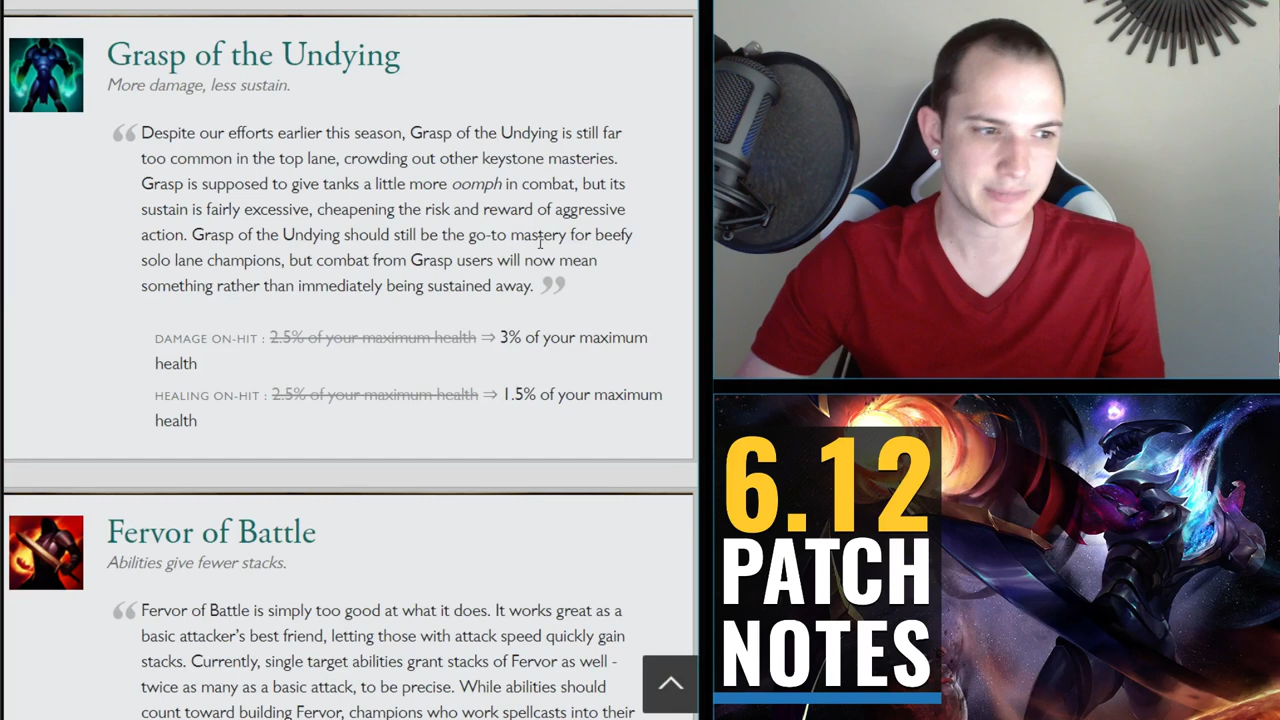 Grasp of the Undying
More damage, less sustain.
“ Despite our efforts earlier this season, Grasp of the Undying is still far
too common in the top lane, crowding out other keystone masteries.
Grasp is supposed to give tanks a little more oomph in combat, but its
sustain is fairly excessive, cheapening the risk and reward of aggressive
action. Grasp of the Undying should still be the go-to mastery for beefy
solo lane champions, but combat from Grasp users will now mean
something rather than immediately being sustained away. ”
DAMAGE ON-HIT : 2.5% of your maximum health ⇒ 3% of your maximum
health
HEALING ON-HIT : 2.5% of your maximum health ⇒ 1.5% of your maximum
health
Fervor of Battle
Abilities give fewer stacks.
“ Fervor of Battle is simply too good at what it does. It works great as a
basic attacker's best friend, letting those with attack speed quickly gain
stacks. Currently, single target abilities grant stacks of Fervor as well -
twice as many as a basic attack, to be precise. While abilities should
count toward building Fervor, champions who work spellcasts into their
6.12
PATCH
NOTES